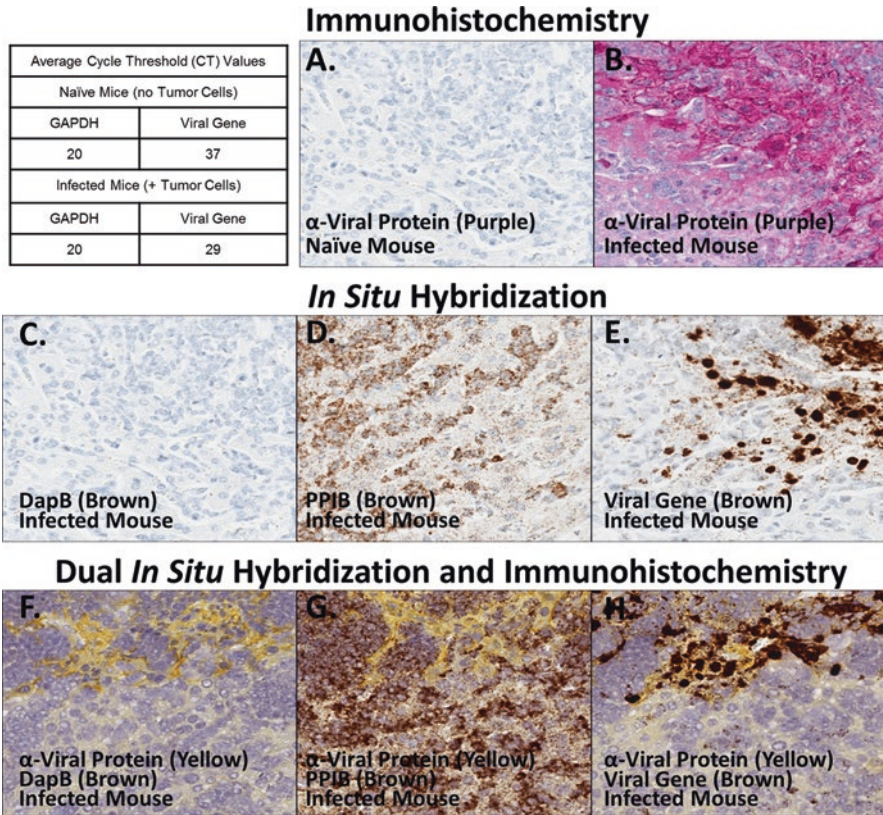 Immunohistochemistry
Average Cycle Threshold (CT) Values
Naïve Mice (no Tumor Cells)
GAPDH Viral Gene
20 37
Infected Mice (+ Tumor Cells)
GAPDH Viral Gene
20 29
A.
α-Viral Protein (Purple)
Naïve Mouse
B.
α-Viral Protein (Purple)
Infected Mouse
In Situ Hybridization
C.
DapB (Brown)
Infected Mouse
D.
PPIB (Brown)
Infected Mouse
E.
Viral Gene (Brown)
Infected Mouse
Dual In Situ Hybridization and Immunohistochemistry
F.
α-Viral Protein (Yellow)
DapB (Brown)
Infected Mouse
G.
α-Viral Protein (Yellow)
PPIB (Brown)
Infected Mouse
H.
α-Viral Protein (Yellow)
Viral Gene (Brown)
Infected Mouse